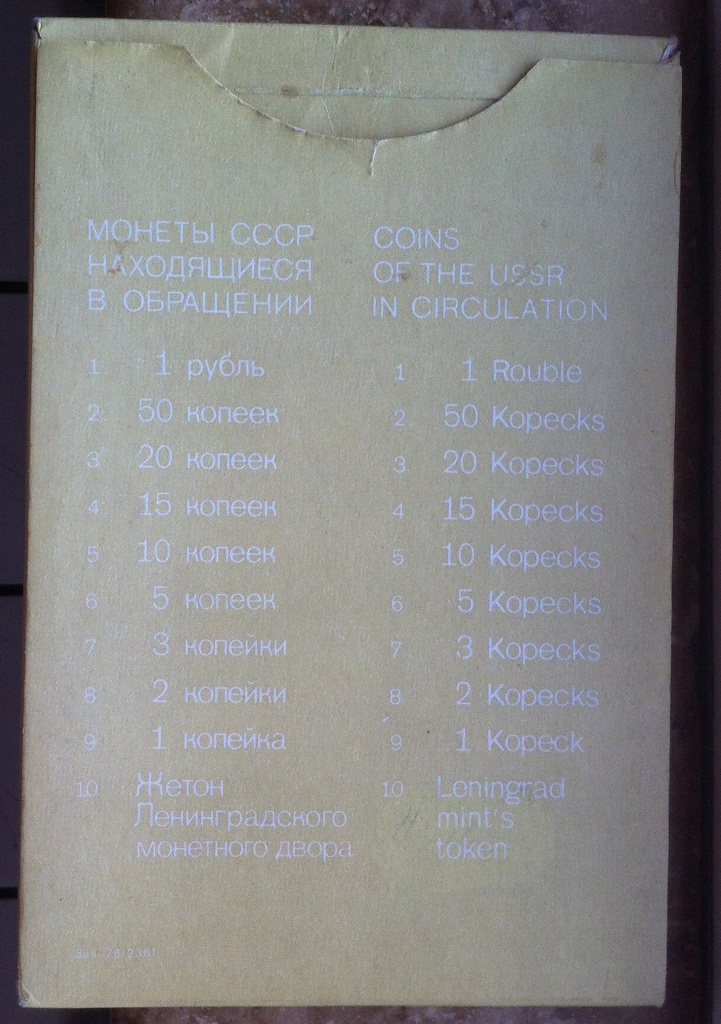 МОНЕТЫ СССР
НАХОДЯЩИЕСЯ
В ОБРАЩЕНИИ
1 1 рубль
2 50 копеек
3 20 копеек
4 15 копеек
5 10 копеек
6 5 копеек
7 3 копейки
8 2 копейки
9 1 копейка
10 Жетон
Ленинградского
монетного двора
COINS
OF THE USSR
IN CIRCULATION
1 1 Rouble
2 50 Kopecks
3 20 Kopecks
4 15 Kopecks
5 10 Kopecks
6 5 Kopecks
7 3 Kopecks
8 2 Kopecks
9 1 Kopeck
10 Leningrad
mint's
token